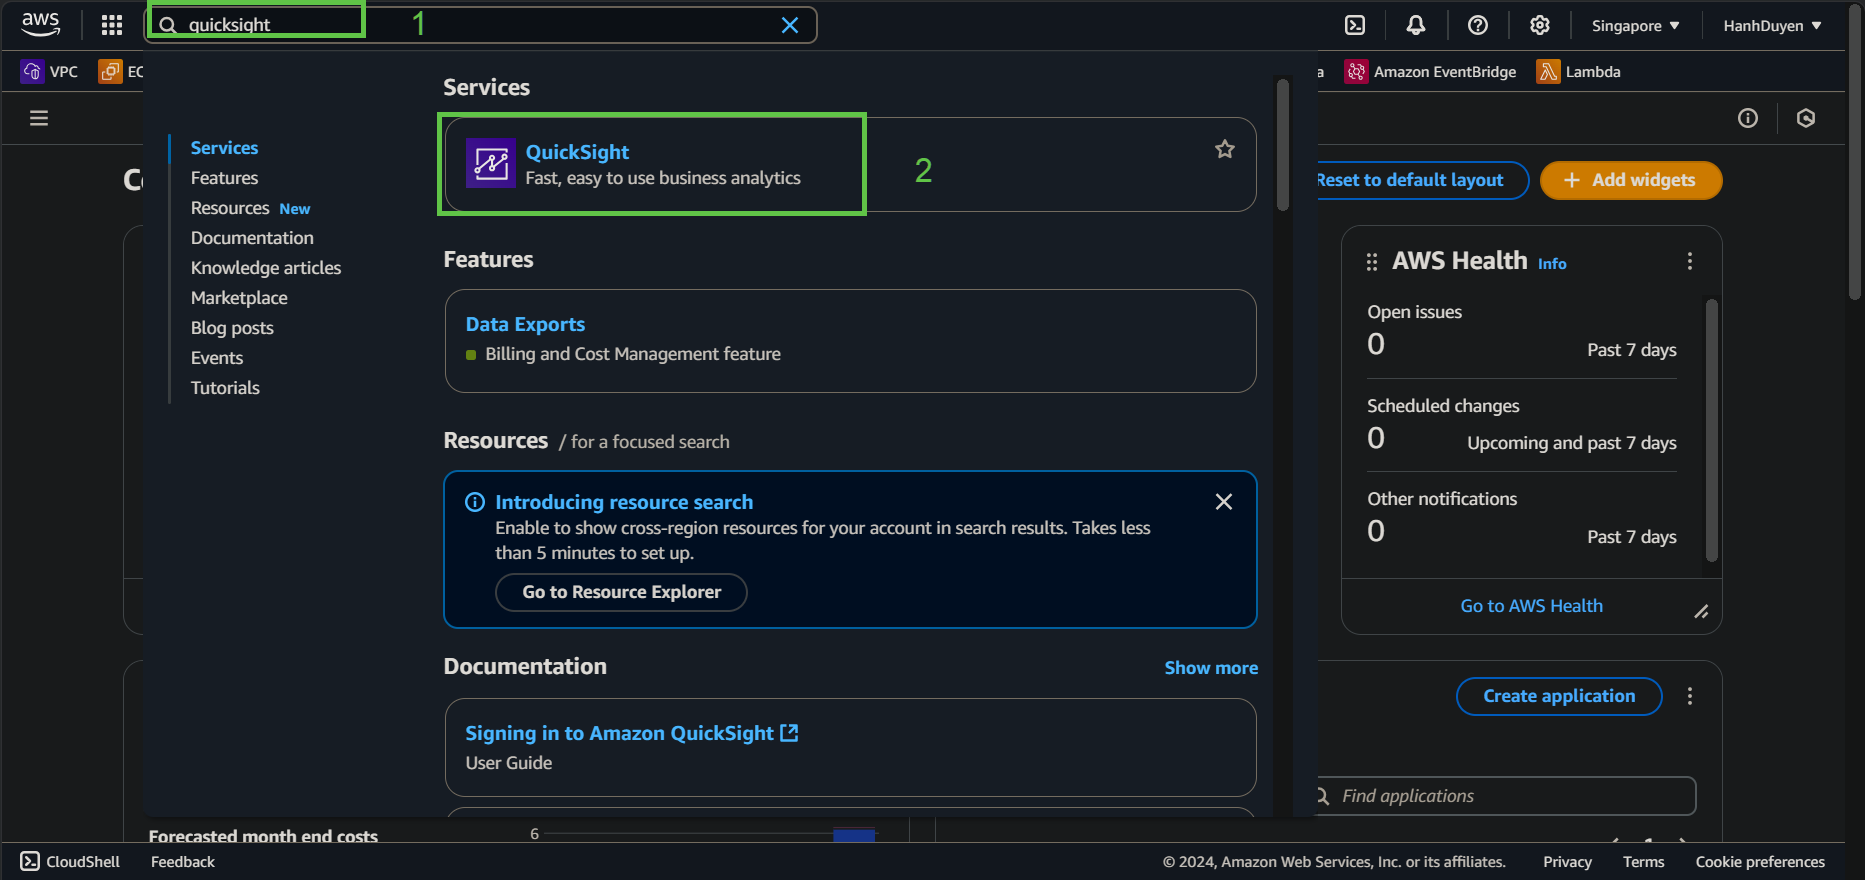 aws
quicksight
1
Singapore
HanhDuyen
VPC
EC
a
Amazon EventBridge
Lambda
Services
Features
Resources New
Documentation
Knowledge articles
Marketplace
Blog posts
Events
Tutorials
Services
QuickSight
Fast, easy to use business analytics
2
Features
Data Exports
Billing and Cost Management feature
Resources / for a focused search
Introducing resource search
Enable to show cross-region resources for your account in search results. Takes less
than 5 minutes to set up.
Go to Resource Explorer
Documentation
Show more
Signing in to Amazon QuickSight
User Guide
Reset to default layout
+ Add widgets
AWS Health Info
Open issues
0
Past 7 days
Scheduled changes
0
Upcoming and past 7 days
Other notifications
0
Past 7 days
Go to AWS Health
Create application
Find applications
Forecasted month end costs
6
CloudShell
Feedback
© 2024, Amazon Web Services, Inc. or its affiliates.
Privacy
Terms
Cookie preferences